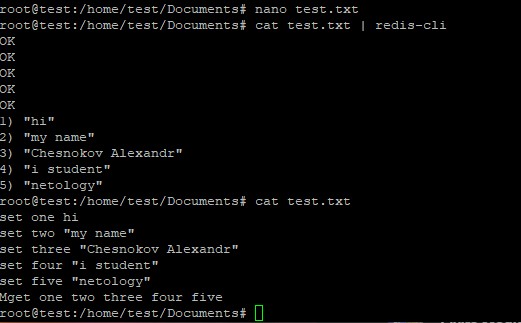 root@test:/home/test/Documents# nano test.txt
root@test:/home/test/Documents# cat test.txt | redis-cli
OK
OK
OK
OK
OK
1) "hi"
2) "my name"
3) "Chesnokov Alexandr"
4) "i student"
5) "netology"
root@test:/home/test/Documents# cat test.txt
set one hi
set two "my name"
set three "Chesnokov Alexandr"
set four "i student"
set five "netology"
Mget one two three four five
root@test:/home/test/Documents#